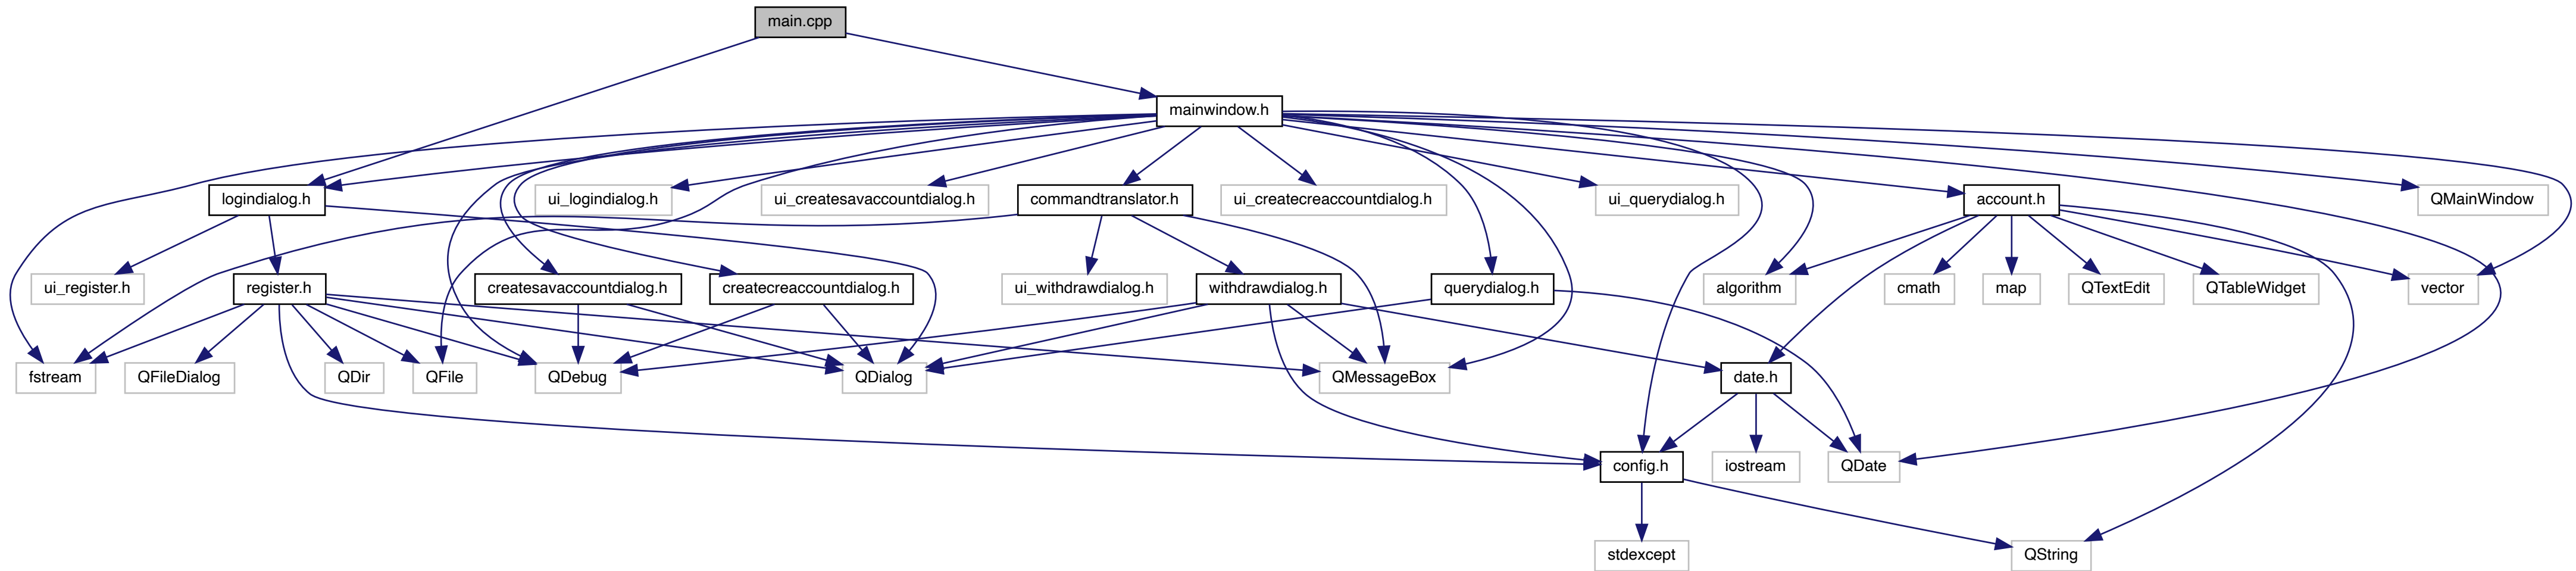 main.cpp
mainwindow.h
logindialog.h
ui_logindialog.h
ui_createsavaccountdialog.h
commandtranslator.h
ui_createcreaccountdialog.h
ui_querydialog.h
account.h
QMainWindow
ui_register.h
register.h
createsavaccountdialog.h
createcreaccountdialog.h
ui_withdrawdialog.h
withdrawdialog.h
querydialog.h
algorithm
cmath
map
QTextEdit
QTableWidget
vector
fstream
QFileDialog
QDir
QFile
QDebug
QDialog
QMessageBox
date.h
config.h
iostream
QDate
stdexcept
QString